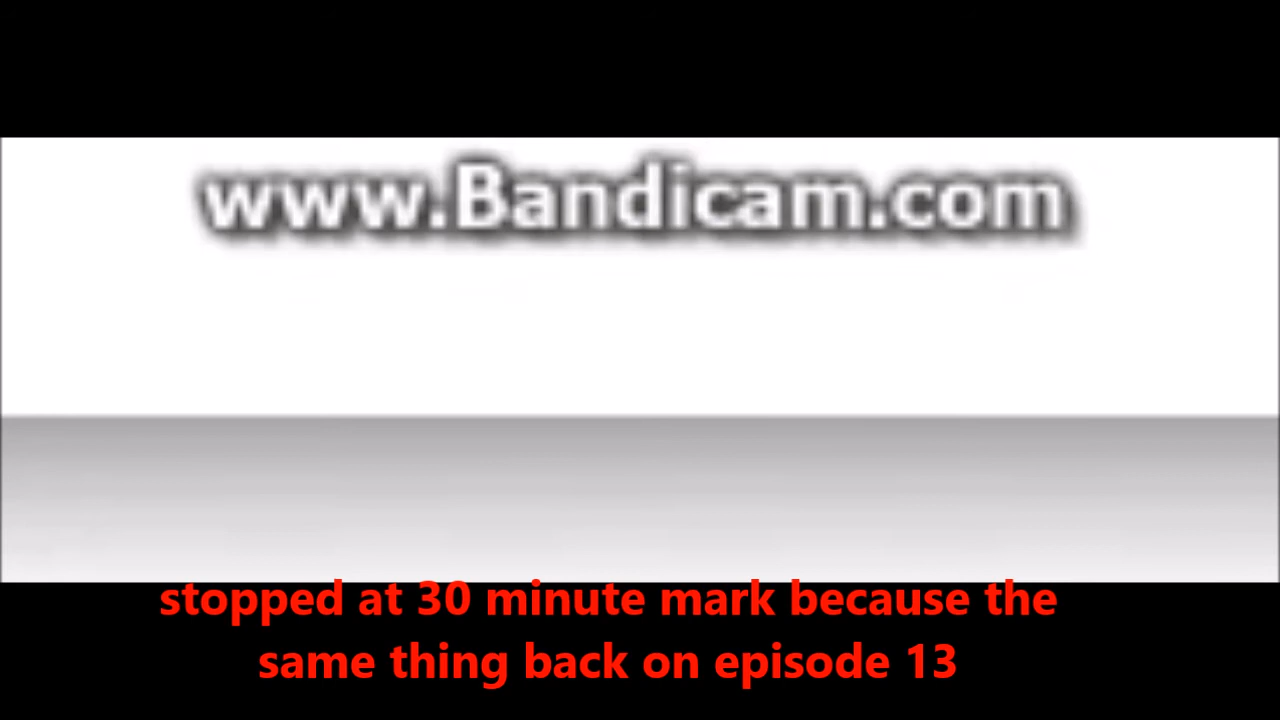 www.Bandicam.com
stopped at 30 minute mark because the
same thing back on episode 13